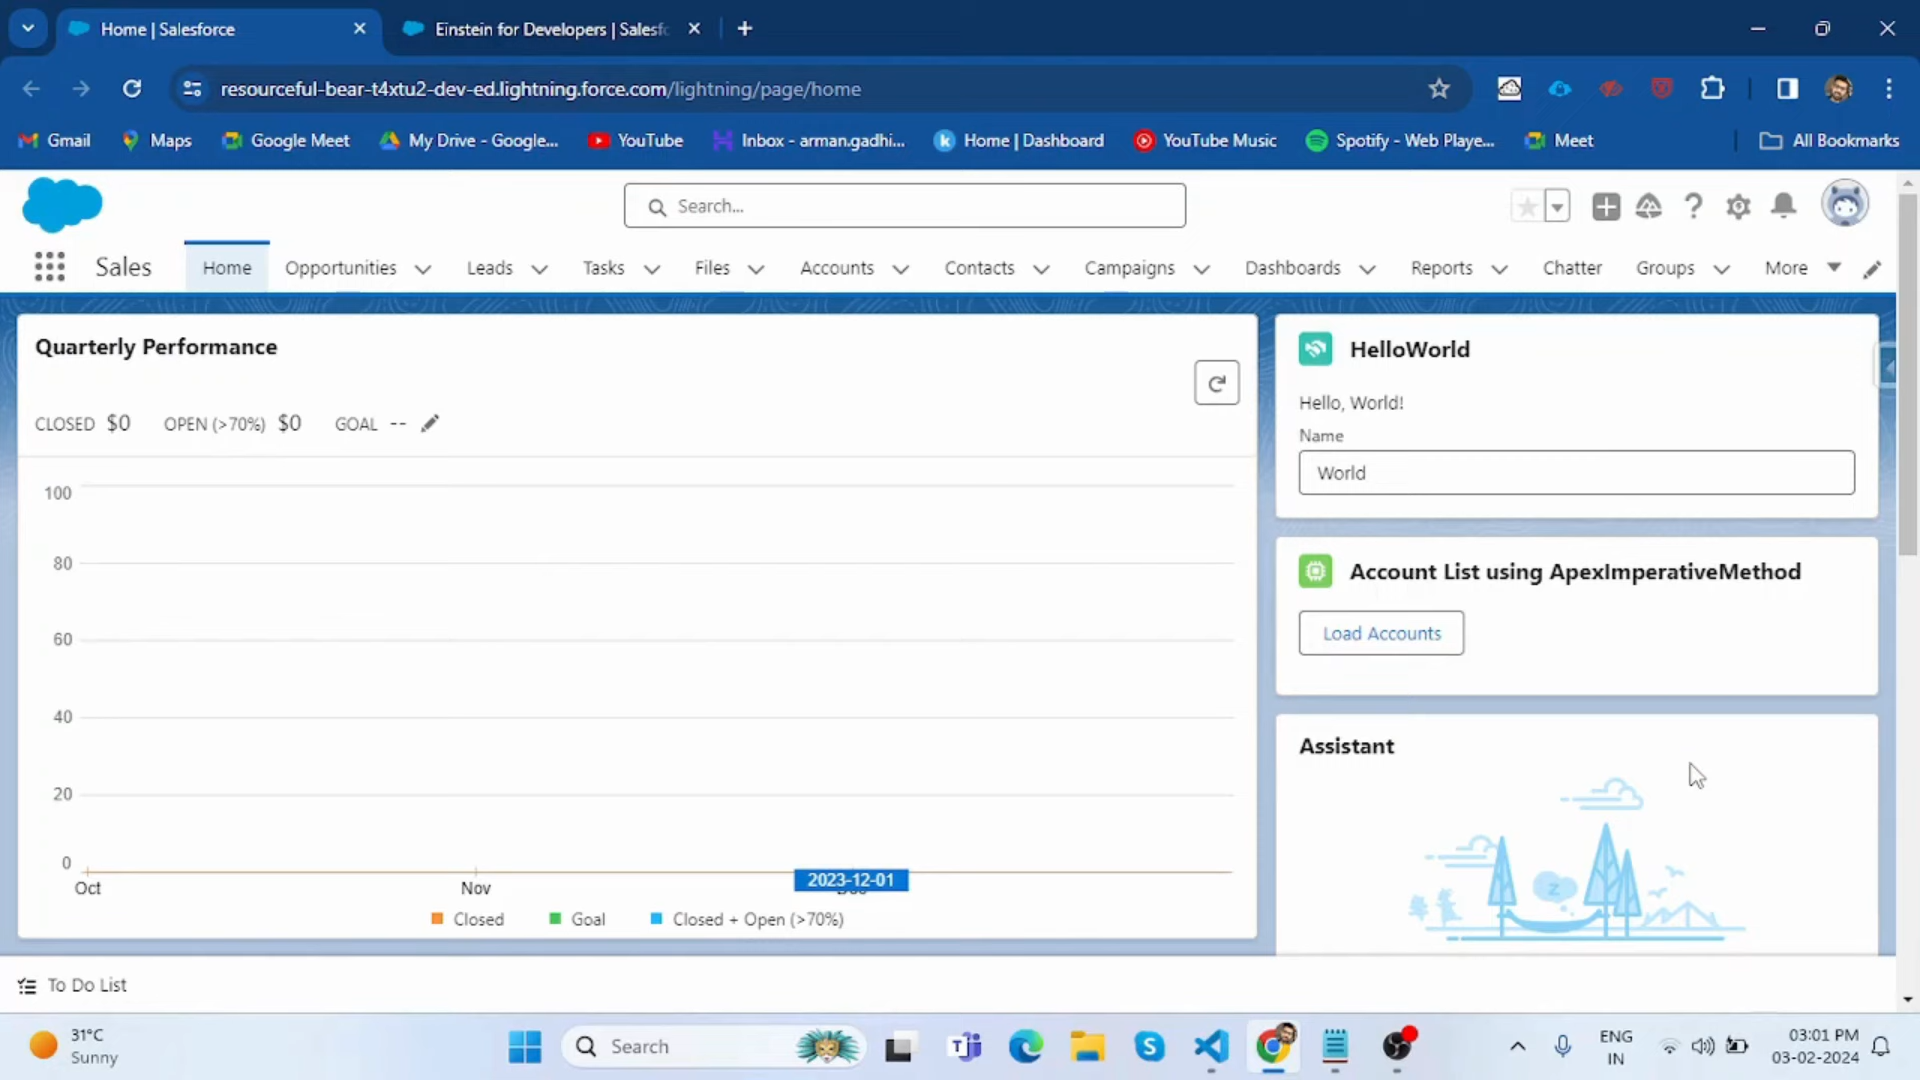 Home | Salesforce
Einstein for Developers | Salesfo
resourceful-bear-t4xtu2-dev-ed.lightning.force.com/lightning/page/home
Gmail Maps Google Meet My Drive - Google... YouTube Inbox - arman.gadhi... Home | Dashboard YouTube Music Spotify - Web Playe... Meet All Bookmarks
Search...
Sales Home Opportunities Leads Tasks Files Accounts Contacts Campaigns Dashboards Reports Chatter Groups More
Quarterly Performance
CLOSED $0 OPEN (>70%) $0 GOAL --
100
80
60
40
20
0
Oct Nov 2023-12-01
Closed Goal Closed + Open (>70%)
HelloWorld
Hello, World!
Name
World
Account List using ApexImperativeMethod
Load Accounts
Assistant
z
To Do List
31°C
Sunny
Search
ENG
IN
03:01 PM
03-02-2024